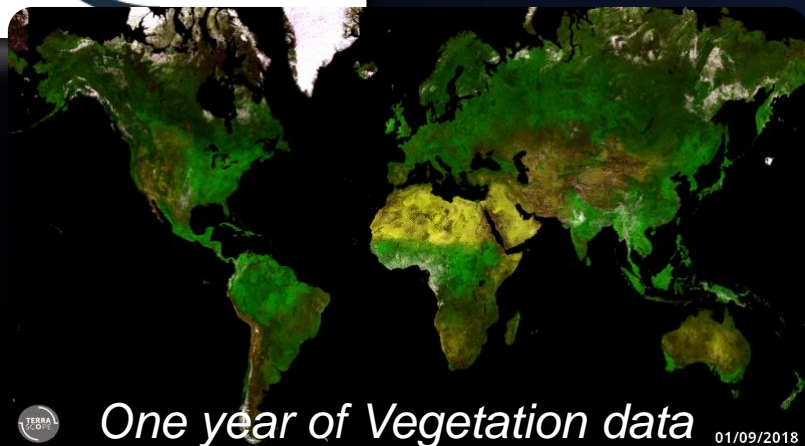 TERRA
SCOPE
One year of Vegetation data
01/09/2018